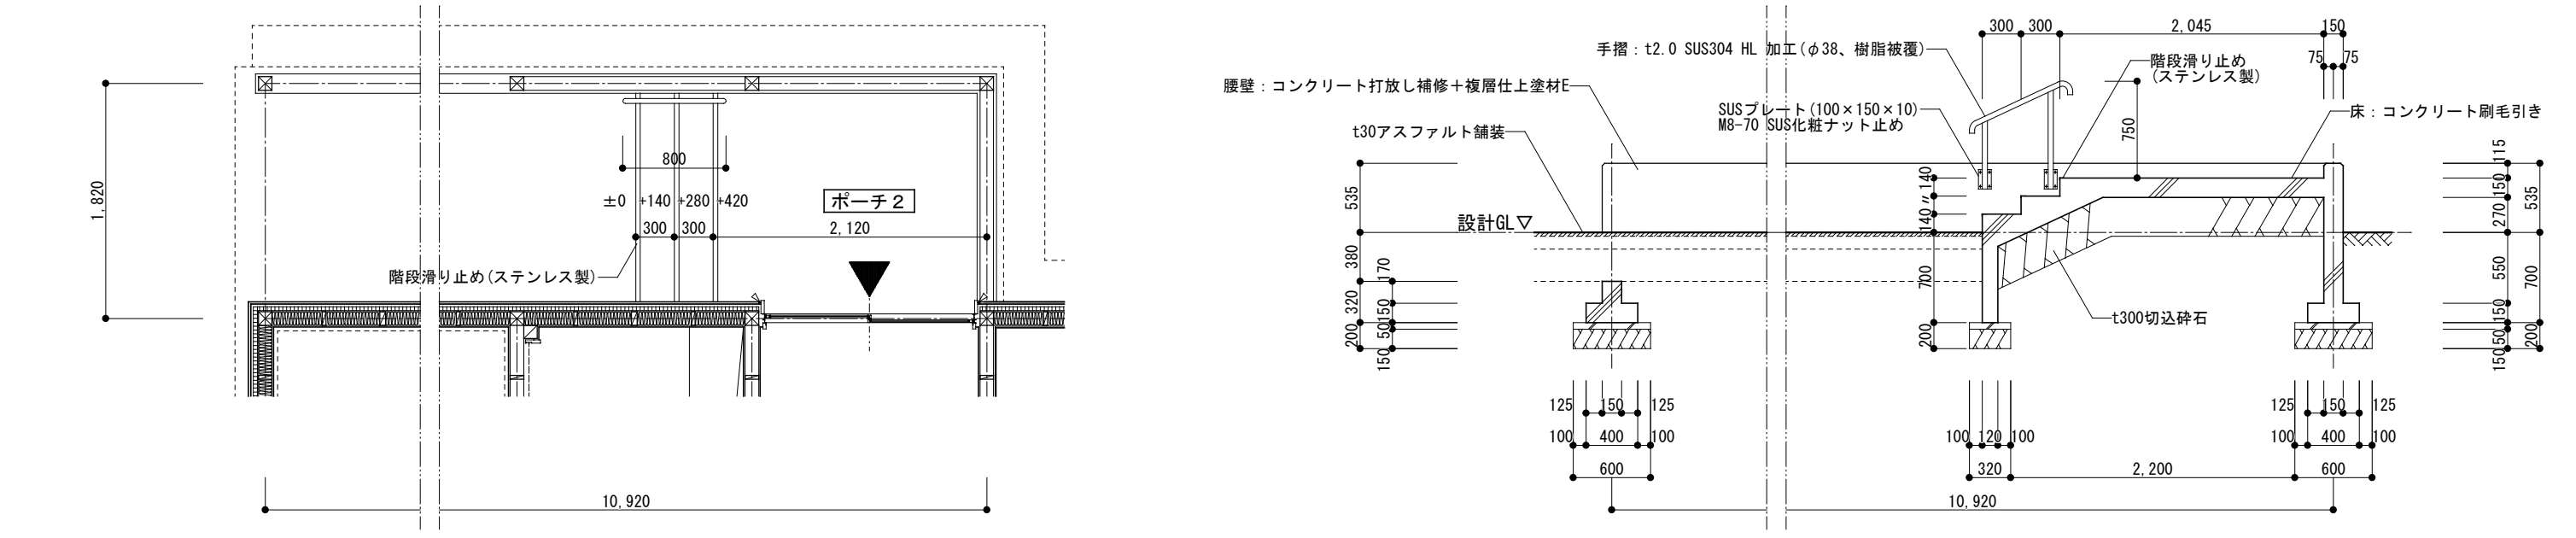 1,820
800
±0 +140 +280 +420
ポーチ2
300 300 2,120
階段滑り止め(ステンレス製)
10,920
300 300 2,045 150
75 75
手摺：t2.0 SUS304 HL 加工(φ38、樹脂被覆)
階段滑り止め
(ステンレス製)
腰壁：コンクリート打放し補修＋複層仕上塗材E
SUSプレート(100×150×10)
M8-70 SUS化粧ナット止め
t30アスファルト舗装
床：コンクリート刷毛引き
750
設計GL▽
535
380
320
200
170
150
50
150
140
〃
140
700
200
115
150
270
550
150
50
150
535
700
200
t300切込砕石
125 150 125
100 400 100
600
100 120 100
320 2,200 600
125 150 125
100 400 100
10,920